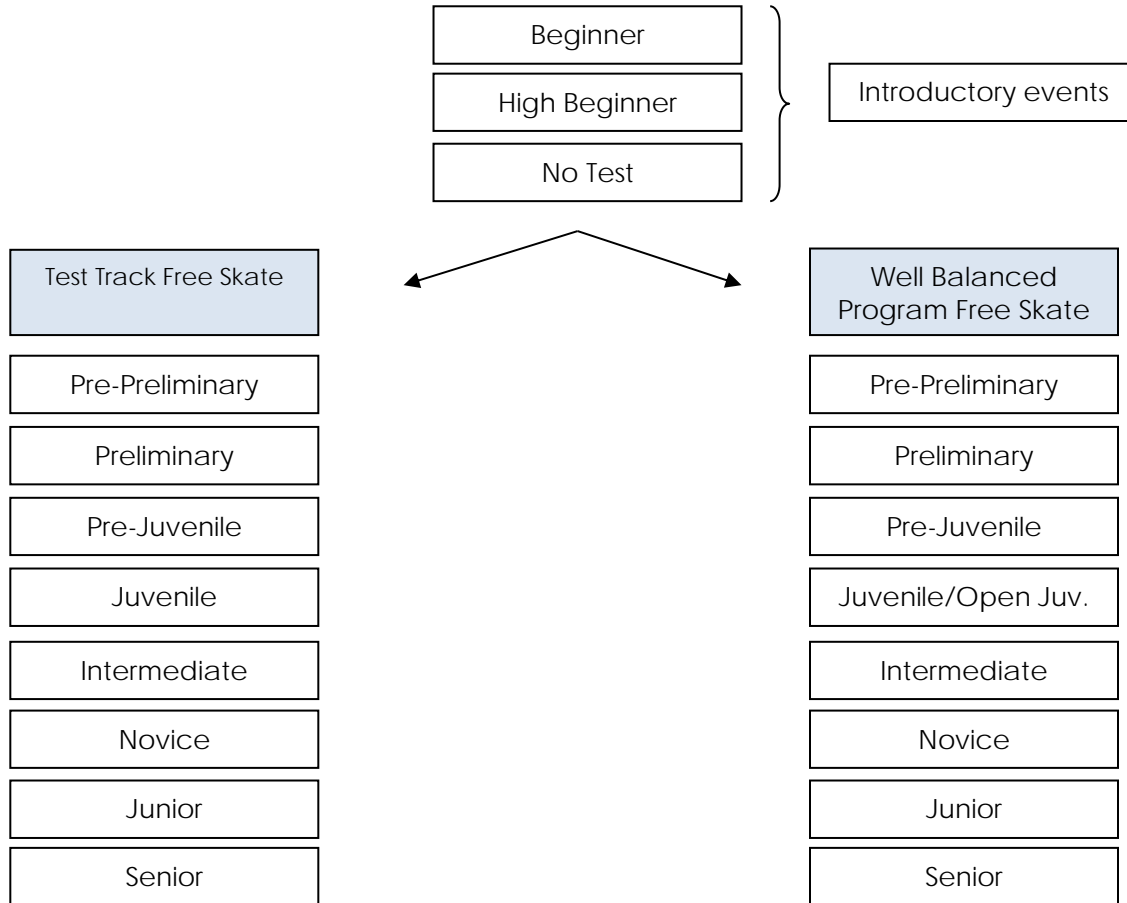 Beginner
High Beginner
Introductory events
No Test
Test Track Free Skate
Well Balanced
Program Free Skate
Pre-Preliminary
Pre-Preliminary
Preliminary
Preliminary
Pre-Juvenile
Pre-Juvenile
Juvenile
Juvenile/Open Juv.
Intermediate
Intermediate
Novice
Novice
Junior
Junior
Senior
Senior